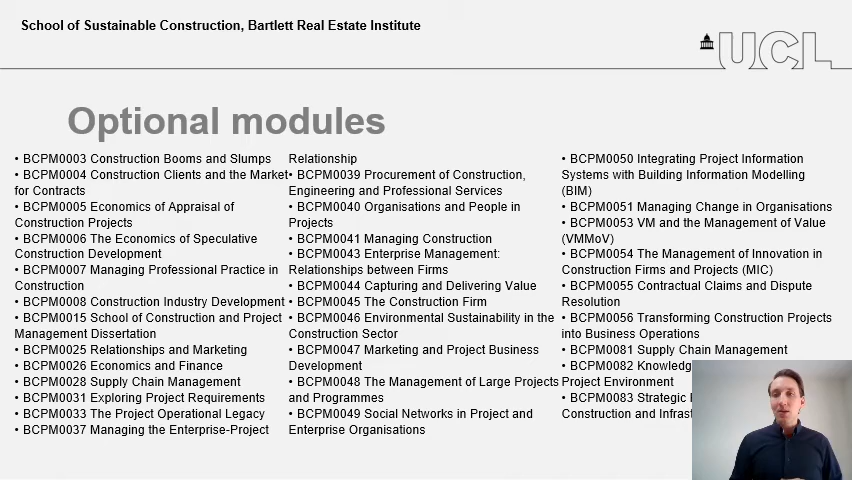 School of Sustainable Construction, Bartlett Real Estate Institute
UCL
Optional modules
• BCPM0003 Construction Booms and Slumps
• BCPM0004 Construction Clients and the Market
for Contracts
• BCPM0005 Economics of Appraisal of
Construction Projects
• BCPM0006 The Economics of Speculative
Construction Development
• BCPM0007 Managing Professional Practice in
Construction
• BCPM0008 Construction Industry Development
• BCPM0015 School of Construction and Project
Management Dissertation
• BCPM0025 Relationships and Marketing
• BCPM0026 Economics and Finance
• BCPM0028 Supply Chain Management
• BCPM0031 Exploring Project Requirements
• BCPM0033 The Project Operational Legacy
• BCPM0037 Managing the Enterprise-Project
Relationship
• BCPM0039 Procurement of Construction,
Engineering and Professional Services
• BCPM0040 Organisations and People in
Projects
• BCPM0041 Managing Construction
• BCPM0043 Enterprise Management:
Relationships between Firms
• BCPM0044 Capturing and Delivering Value
• BCPM0045 The Construction Firm
• BCPM0046 Environmental Sustainability in the
Construction Sector
• BCPM0047 Marketing and Project Business
Development
• BCPM0048 The Management of Large Projects
and Programmes
• BCPM0049 Social Networks in Project and
Enterprise Organisations
• BCPM0050 Integrating Project Information
Systems with Building Information Modelling
(BIM)
• BCPM0051 Managing Change in Organisations
• BCPM0053 VM and the Management of Value
(VMMoV)
• BCPM0054 The Management of Innovation in
Construction Firms and Projects (MIC)
• BCPM0055 Contractual Claims and Dispute
Resolution
• BCPM0056 Transforming Construction Projects
into Business Operations
• BCPM0081 Supply Chain Management
• BCPM0082
Project Environment
• BCPM0083 Strategic
Construction and